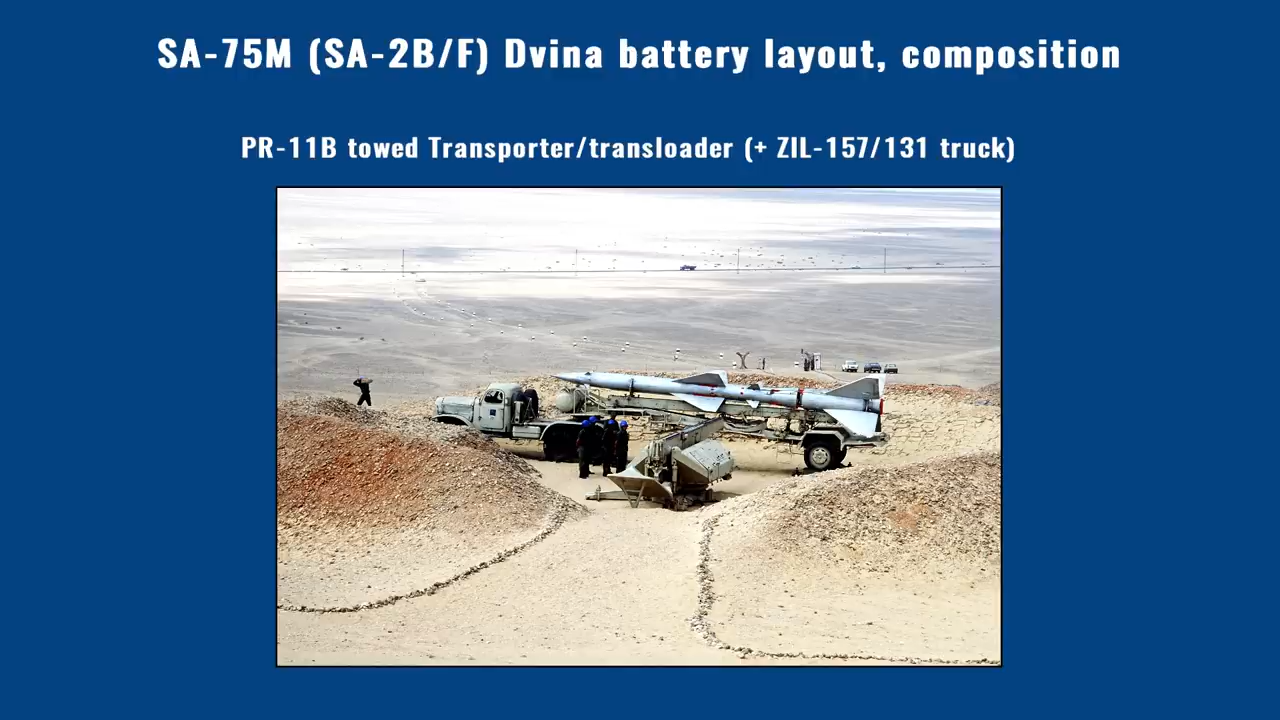 SA-75M (SA-2B/F) Dvina battery layout, composition
PR-11B towed Transporter/transloader (+ ZIL-157/131 truck)